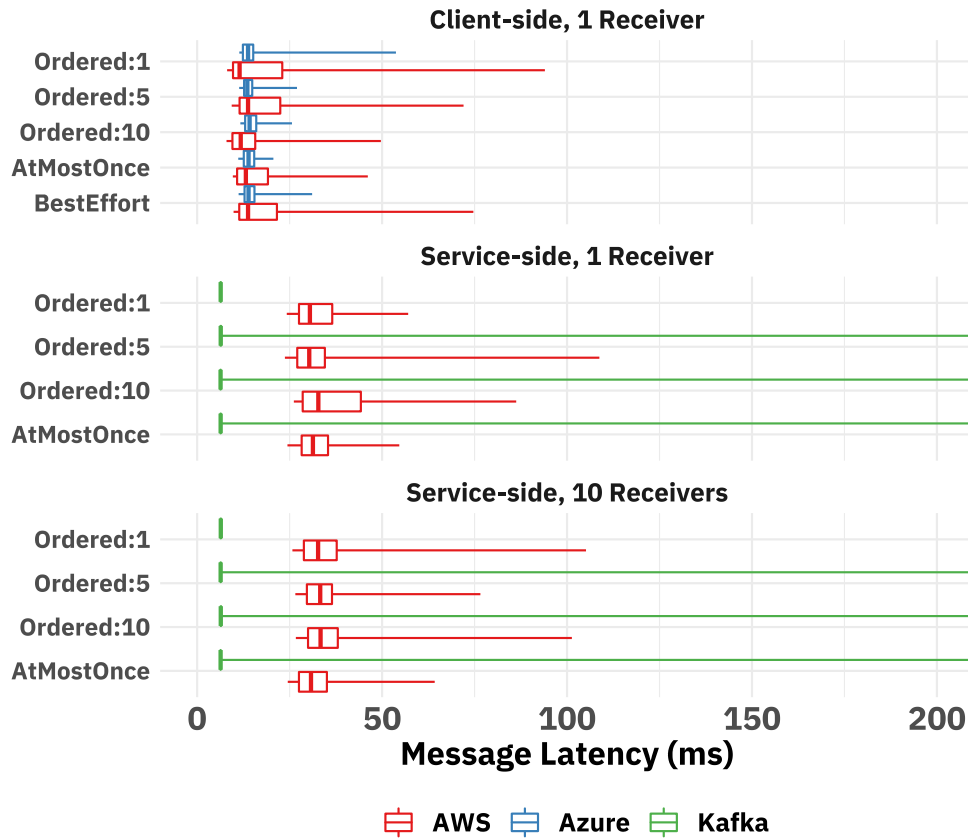 Client-side, 1 Receiver
Ordered:1
Ordered:5
Ordered:10
AtMostOnce
BestEffort
Service-side, 1 Receiver
Ordered:1
Ordered:5
Ordered:10
AtMostOnce
Service-side, 10 Receivers
Ordered:1
Ordered:5
Ordered:10
AtMostOnce
0 50 100 150 200
Message Latency (ms)
AWS Azure Kafka